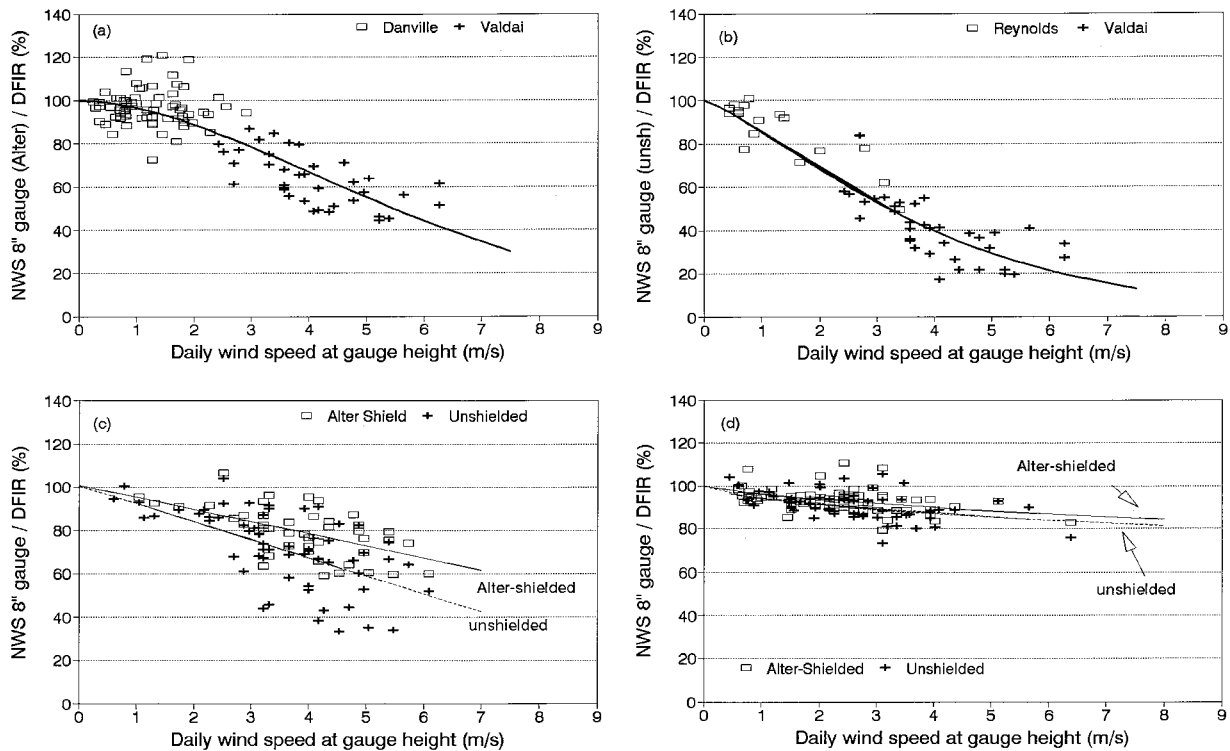 (a)
Danville
Valdai
NWS 8" gauge (Alter) / DFIR (%)
140
120
100
80
60
40
20
0
0 1 2 3 4 5 6 7 8 9
Daily wind speed at gauge height (m/s)
(b)
Reynolds
Valdai
NWS 8" gauge (unsh) / DFIR (%)
140
120
100
80
60
40
20
0
0 1 2 3 4 5 6 7 8 9
Daily wind speed at gauge height (m/s)
(c)
Alter Shield
Unshielded
NWS 8" gauge / DFIR (%)
140
120
100
80
60
40
20
0
Alter-shielded
unshielded
0 1 2 3 4 5 6 7 8 9
Daily wind speed at gauge height (m/s)
(d)
NWS 8" gauge / DFIR (%)
140
120
100
80
60
40
20
0
Alter-shielded
unshielded
Alter-Shielded
Unshielded
0 1 2 3 4 5 6 7 8 9
Daily wind speed at gauge height (m/s)